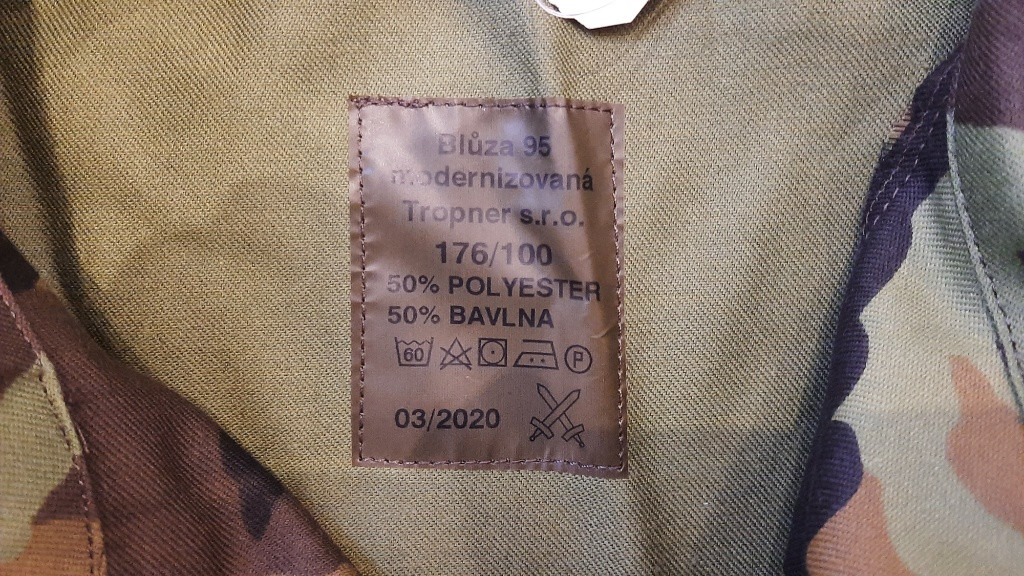 Blůza 95
modernizovaná
Tropner s.r.o.
176/100
50% POLYESTER
50% BAVLNA
60 P
03/2020